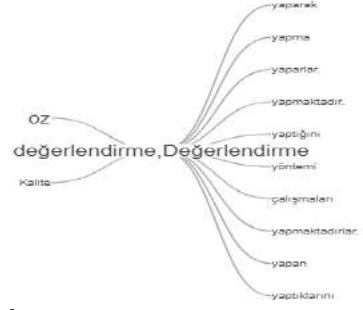 ÖZ
Kalite
değerlendirme,Değerlendirme
yaparak
yapma
yaparlar.
yapmaktadır.
yaptığını
yöntemi
çalışmaları
yapmaktadırlar.
yapan
yaptıklarını